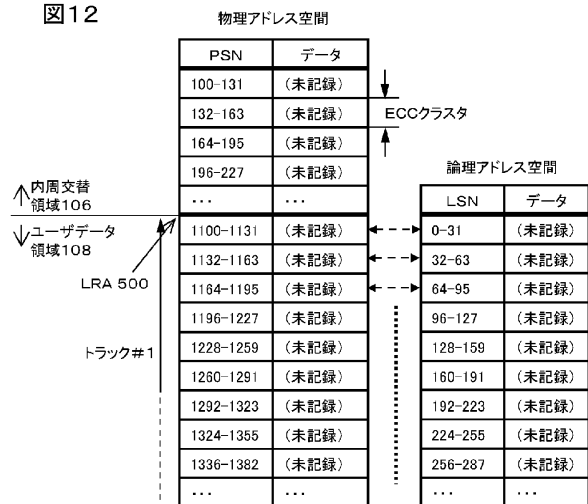 図12
物理アドレス空間
PSN データ
100-131 (未記録)
132-163 (未記録)
ECCクラスタ
164-195 (未記録)
196-227 (未記録)
... ...
内周交替
領域106
ユーザデータ
領域108
LRA 500
トラック#1
1100-1131 (未記録)
1132-1163 (未記録)
1164-1195 (未記録)
1196-1227 (未記録)
1228-1259 (未記録)
1260-1291 (未記録)
1292-1323 (未記録)
1324-1355 (未記録)
1336-1382 (未記録)
... ...
論理アドレス空間
LSN データ
0-31 (未記録)
32-63 (未記録)
64-95 (未記録)
96-127 (未記録)
128-159 (未記録)
160-191 (未記録)
192-223 (未記録)
224-255 (未記録)
256-287 (未記録)
... ...